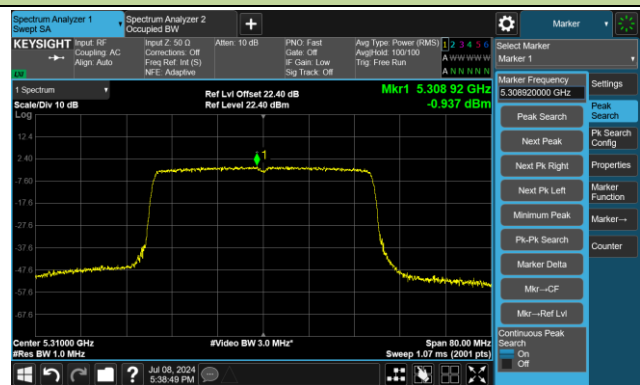 Spectrum Analyzer 1
Swept SA
Spectrum Analyzer 2
Occupied BW
Marker
KEYSIGHT
Input: RF
Coupling: AC
Align: Auto
Input Z: 50 Ω
Corrections: Off
Freq Ref: Int (S)
NFE: Adaptive
Atten: 10 dB
PNO: Fast
Gate: Off
IF Gain: Low
Sig Track: Off
Avg Type: Power (RMS)
Avg|Hold: 100/100
Trig: Free Run
1 2 3 4 5 6
A W W W W W
A N N N N N
Select Marker
Marker 1
1 Spectrum
Scale/Div 10 dB
Log
Ref Lvl Offset 22.40 dB
Ref Level 22.40 dBm
Mkr1 5.308 92 GHz
-0.937 dBm
12.4
2.40
-7.60
-17.6
-27.6
-37.6
-47.6
-57.6
-67.6
1
Center 5.31000 GHz
#Res BW 1.0 MHz
#Video BW 3.0 MHz*
Span 80.00 MHz
Sweep 1.07 ms (2001 pts)
Marker Frequency
5.308920000 GHz
Peak Search
Next Peak
Next Pk Right
Next Pk Left
Minimum Peak
Pk-Pk Search
Marker Delta
Mkr→CF
Mkr→Ref Lvl
Continuous Peak
Search
On
Off
Settings
Peak
Search
Pk Search
Config
Properties
Marker
Function
Marker→
Counter
Jul 08, 2024
5:38:49 PM